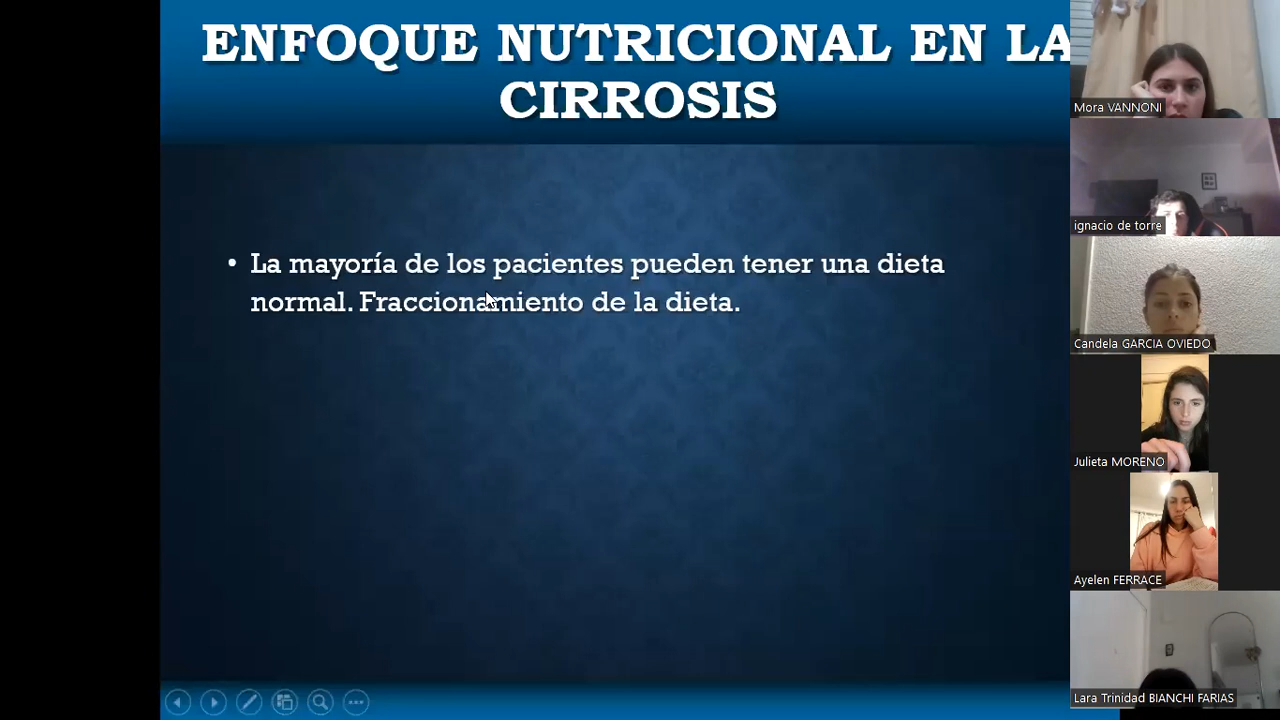 ENFOQUE NUTRICIONAL EN LA
CIRROSIS
• La mayoría de los pacientes pueden tener una dieta
normal. Fraccionamiento de la dieta.
Mora VANNONI
ignacio de torre
Candela GARCIA OVIEDO
Julieta MORENO
Ayelen FERRACE
Lara Trinidad BIANCHI FARIAS